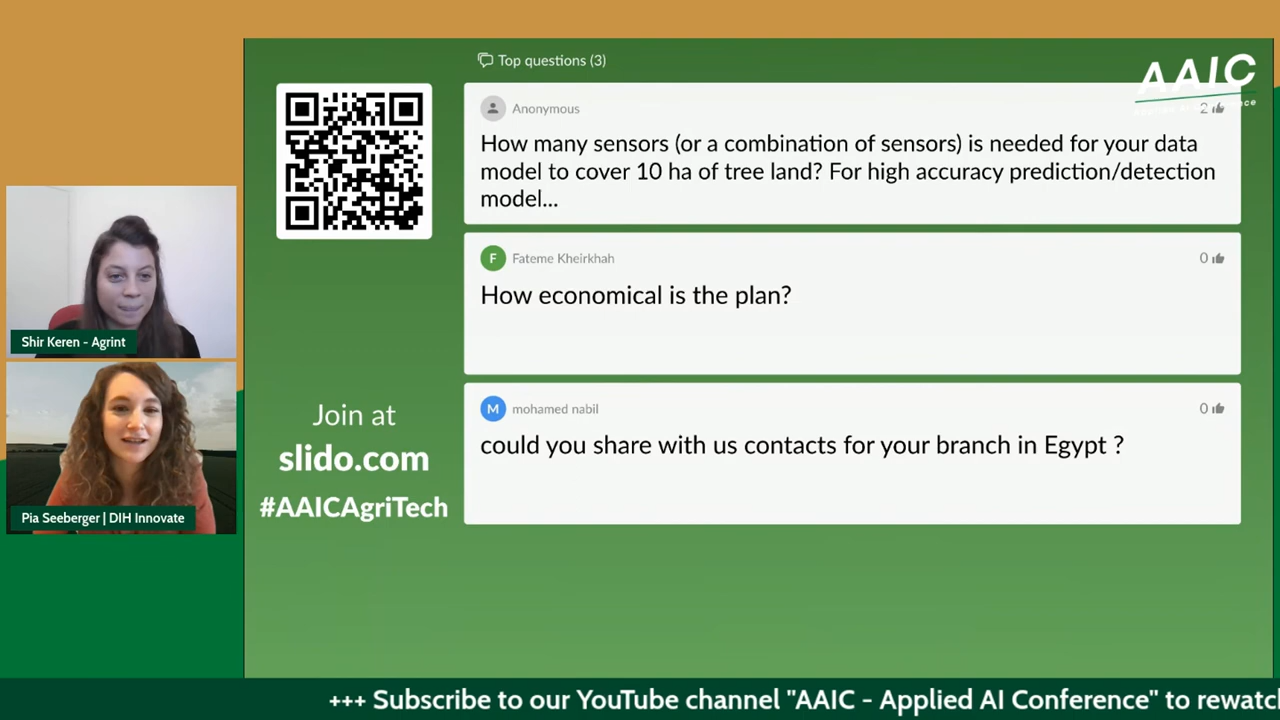 Top questions (3)
AAIC
Anonymous
2
How many sensors (or a combination of sensors) is needed for your data
model to cover 10 ha of tree land? For high accuracy prediction/detection
model...
F
Fateme Kheirkhah
0
How economical is the plan?
Shir Keren - Agrint
M
mohamed nabil
0
could you share with us contacts for your branch in Egypt ?
Join at
slido.com
#AAICAgriTech
Pia Seeberger | DIH Innovate
+++ Subscribe to our YouTube channel "AAIC - Applied AI Conference" to rewatc